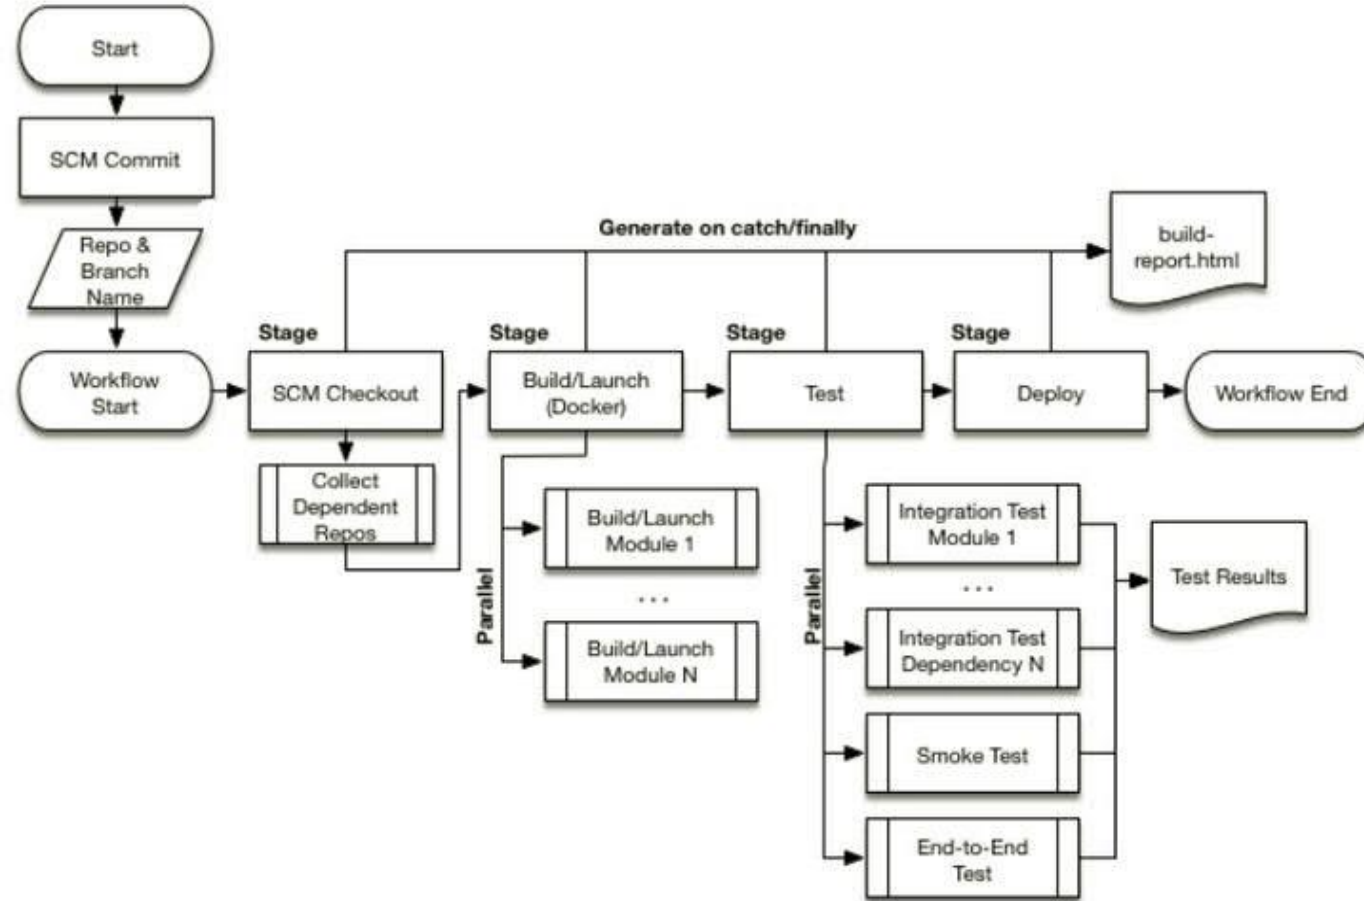 Start
SCM Commit
Repo &
Branch
Name
Workflow
Start
Generate on catch/finally
build-
report.html
Stage
SCM Checkout
Collect
Dependent
Repos
Stage
Build/Launch
(Docker)
Parallel
Build/Launch
Module 1
...
Build/Launch
Module N
Stage
Test
Parallel
Integration Test
Module 1
...
Integration Test
Dependency N
Smoke Test
End-to-End
Test
Test Results
Stage
Deploy
Workflow End